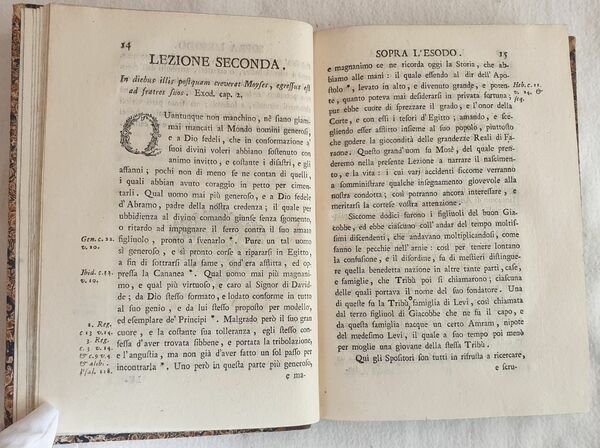 14
LEZIONE SECONDA.
In diebus illis postquam creverat Moyses, egressus est
ad fratres suos. Exod. cap. 2.
QUantunque non manchino, nè sian giam-
mai mancati al Mondo uomini generosi,
e a Dio fedeli, che in conformazione a'
suoi divini voleri abbiano sostenuto con
animo invitto, e costante i disastri, e gli
affanni; pochi non di meno se ne contan di quelli,
i quali abbian avuto coraggio in petto per cimen-
tarli. Qual uomo mai più generoso, e a Dio fedele
d'Abramo, padre della nostra credenza; il quale per
ubbidienza al divino comando giunse senza sgomento,
o ritardo ad impugnare il ferro contro il suo amato
Gen. c. 22.
v. 10.
figliuolo, pronto a svenarlo *. Pure un tal uomo
sì generoso, e sì pronto corse a ripararsi in Egitto,
a fin di sottrarsi alla fame, ond'era afflitta, ed op-
Ibid. c. 12.
v. 10.
pressa la Cananea *. Qual uomo mai più magnani-
mo, e qual più virtuoso, e caro al Signor di Davíd-
de; da Dio stesso formato, e lodato conforme in tutto
al suo genio, e da lui stesso proposto per modello,
ed esemplare de' Principi *. Malgrado però il suo gran
cuore, e la costante sua tolleranza, egli stesso con-
fessa d'aver trovata sibbene, e portata la tribolazione,
e l'angustia, ma non già d'aver fatto un sol passo per
incontrarla *. Uno però in questa parte più generoso,
2. Reg.
3. Reg.
& alibi.
Psal. 118.
e ma-
SOPRA L'ESODO. 15
e magnanimo ce ne ricorda oggi la Storia, che ab-
biamo alle mani: il quale essendo al dir dell'Apo-
stolo *, levato in alto, e divenuto grande, e poten-
te, quanto poteva mai desiderarsi in privata fortuna;
Heb. c. 11.
v. 24. &
seq.
pur ebbe cuore di sprezzare il grado, e l'onor della
Corte, e con essi i tesori d'Egitto; amando, e sce-
gliendo esser afflitto insieme al suo popolo, piuttosto
che godere la giocondità delle grandezze Reali di Fa-
raone. Questo grand'uom fu Mosè, del quale pren-
deremo nella presente Lezione a narrare il nascimen-
to, e la vita: i cui varj accidenti siccome verranno
a somministrare qualche insegnamento giovevole alla
nostra condotta; così potranno ancora interessare, e
meritarsi la cortese vostra attenzione.
Siccome dodici furono i figliuoli del buon Gia-
cobbe, ed ebbe ciascuno coll' andar del tempo moltis-
simi discendenti, che andavano moltiplicandosi, come
fanno le pecchie nell'arnie: così per tenere lontano
la confusione, e il disordine, fu di mestieri distingue-
re quella benedetta nazione in altre tante parti, case,
e famiglie, che Tribù poi si chiamarono; ciascuna delle
quali portava il nome del suo fondatore. Una di
queste fu la Tribù o famiglia di Levi, così chiamata
dal terzo figliuol di Giacobbe che ne fu il capo, e
da questa famiglia nacque un certo Amram, nipote
del medesimo Levi, il quale a suo tempo poi menò
per moglie una giovane della stessa Tribù.
Qui gli Spositori son tutti in rifrusta a ricercare,
e scru-